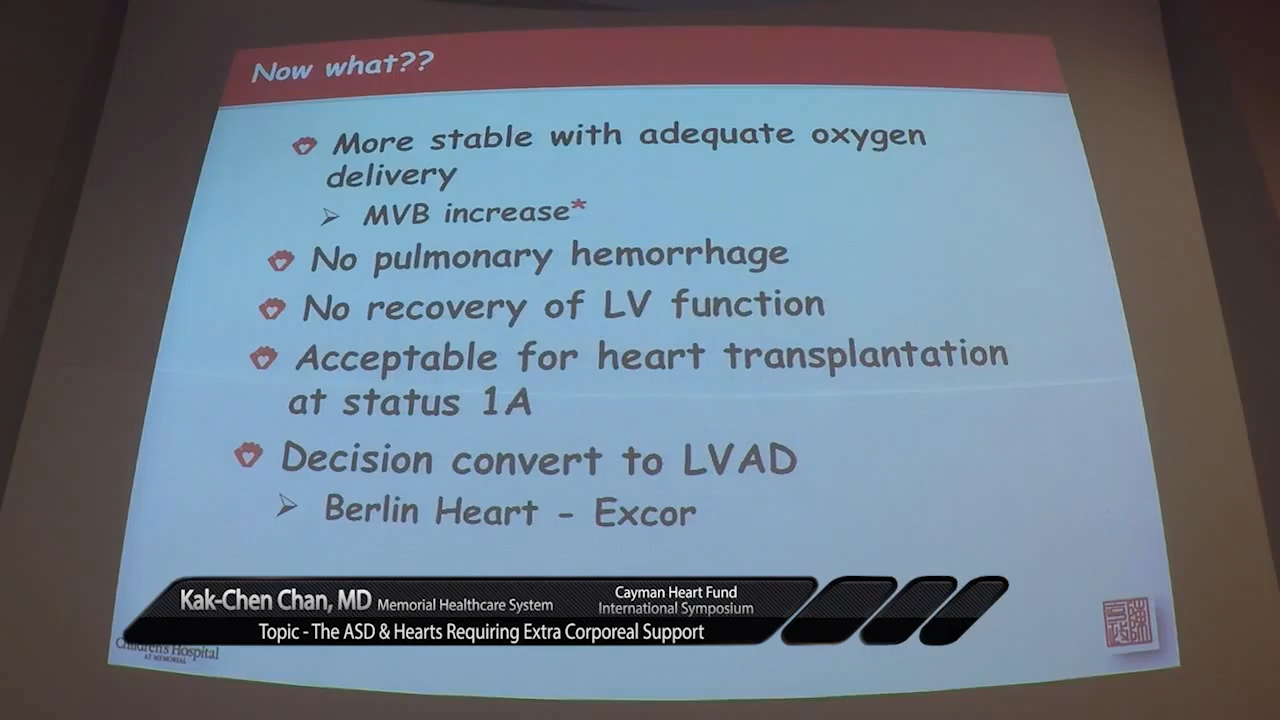 Now what??
More stable with adequate oxygen
delivery
MVB increase*
No pulmonary hemorrhage
No recovery of LV function
Acceptable for heart transplantation
at status 1A
Decision convert to LVAD
Berlin Heart - Excor
Kak-Chen Chan, MD Memorial Healthcare System
Cayman Heart Fund
International Symposium
Topic - The ASD & Hearts Requiring Extra Corporeal Support
Children's Hospital
AT MEMORIAL